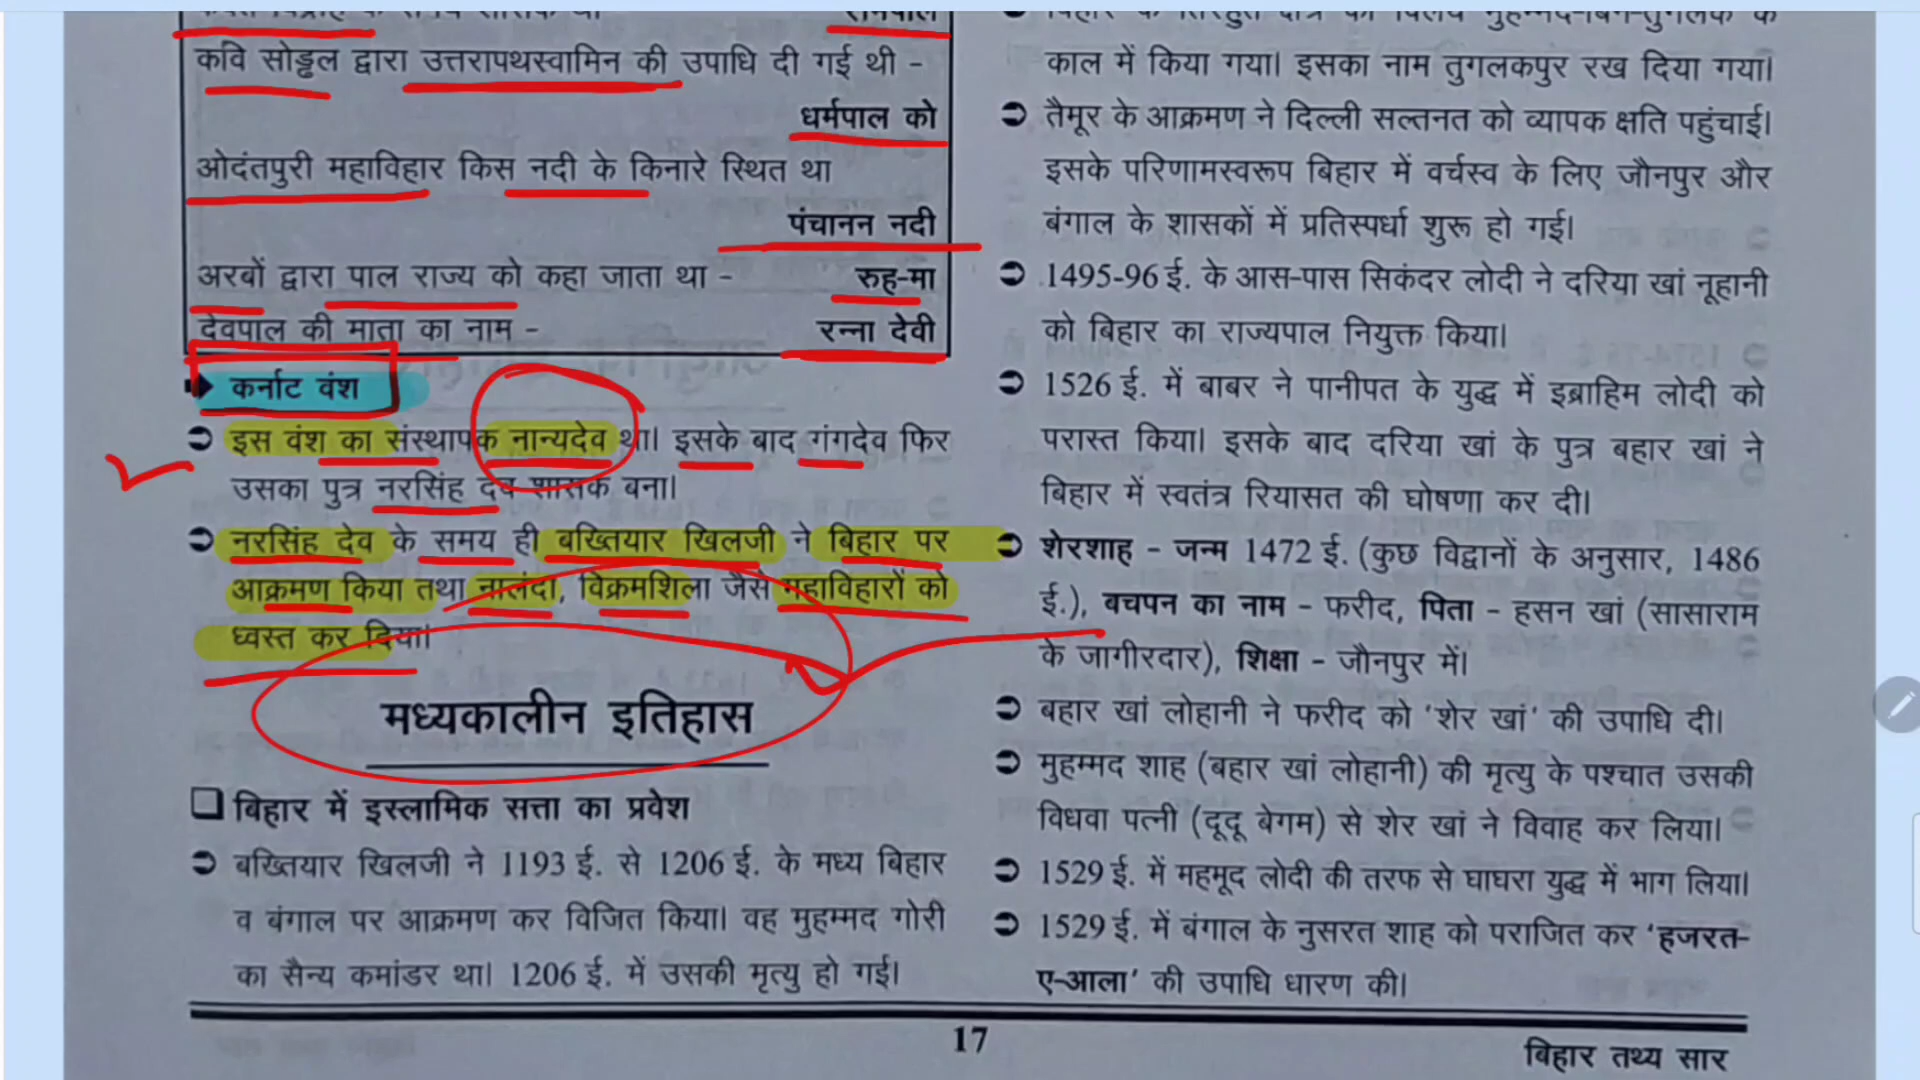 रामपाल
कवि सोड्ढल द्वारा उत्तरापथस्वामिन की उपाधि दी गई थी -
धर्मपाल को
ओदंतपुरी महाविहार किस नदी के किनारे स्थित था
पंचानन नदी
अरबों द्वारा पाल राज्य को कहा जाता था - रुह-मा
देवपाल की माता का नाम - रन्ना देवी
कर्नाट वंश
इस वंश का संस्थापक नान्यदेव था। इसके बाद गंगदेव फिर
उसका पुत्र नरसिंह देव शासक बना।
नरसिंह देव के समय ही बख्तियार खिलजी ने बिहार पर
आक्रमण किया तथा नालंदा, विक्रमशिला जैसे महाविहारों को
ध्वस्त कर दिया।
मध्यकालीन इतिहास
बिहार में इस्लामिक सत्ता का प्रवेश
बख्तियार खिलजी ने 1193 ई. से 1206 ई. के मध्य बिहार
व बंगाल पर आक्रमण कर विजित किया। वह मुहम्मद गोरी
का सैन्य कमांडर था। 1206 ई. में उसकी मृत्यु हो गई।
बिहार के तिरहुत क्षेत्र का विलय मुहम्मद-बिन-तुगलक के
काल में किया गया। इसका नाम तुगलकपुर रख दिया गया।
तैमूर के आक्रमण ने दिल्ली सल्तनत को व्यापक क्षति पहुंचाई।
इसके परिणामस्वरूप बिहार में वर्चस्व के लिए जौनपुर और
बंगाल के शासकों में प्रतिस्पर्धा शुरू हो गई।
1495-96 ई. के आस-पास सिकंदर लोदी ने दरिया खां नूहानी
को बिहार का राज्यपाल नियुक्त किया।
1526 ई. में बाबर ने पानीपत के युद्ध में इब्राहिम लोदी को
परास्त किया। इसके बाद दरिया खां के पुत्र बहार खां ने
बिहार में स्वतंत्र रियासत की घोषणा कर दी।
शेरशाह - जन्म 1472 ई. (कुछ विद्वानों के अनुसार, 1486
ई.), बचपन का नाम - फरीद, पिता - हसन खां (सासाराम
के जागीरदार), शिक्षा - जौनपुर में।
बहार खां लोहानी ने फरीद को 'शेर खां' की उपाधि दी।
मुहम्मद शाह (बहार खां लोहानी) की मृत्यु के पश्चात उसकी
विधवा पत्नी (दूदू बेगम) से शेर खां ने विवाह कर लिया।
1529 ई. में महमूद लोदी की तरफ से घाघरा युद्ध में भाग लिया।
1529 ई. में बंगाल के नुसरत शाह को पराजित कर 'हजरत-
ए-आला' की उपाधि धारण की।
17
बिहार तथ्य सार